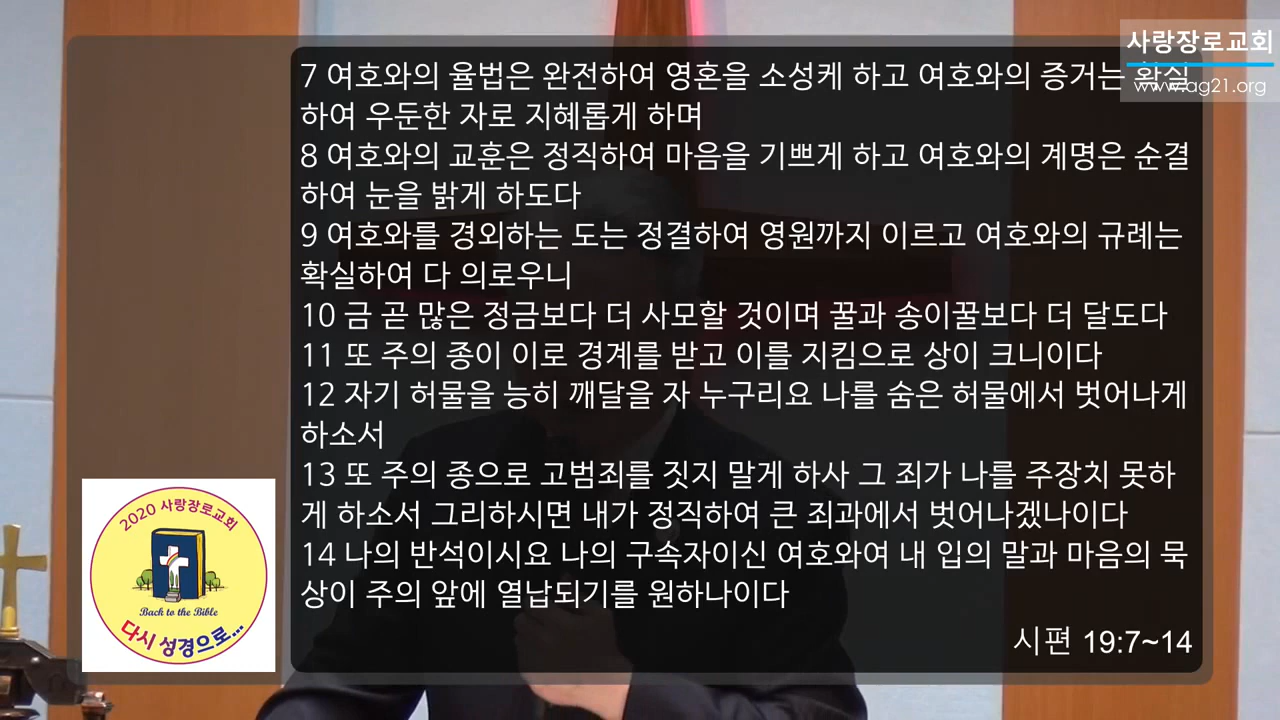 사랑장로교회
www.ag21.org
7 여호와의 율법은 완전하여 영혼을 소성케 하고 여호와의 증거는 확실
하여 우둔한 자로 지혜롭게 하며
8 여호와의 교훈은 정직하여 마음을 기쁘게 하고 여호와의 계명은 순결
하여 눈을 밝게 하도다
9 여호와를 경외하는 도는 정결하여 영원까지 이르고 여호와의 규례는
확실하여 다 의로우니
10 금 곧 많은 정금보다 더 사모할 것이며 꿀과 송이꿀보다 더 달도다
11 또 주의 종이 이로 경계를 받고 이를 지킴으로 상이 크니이다
12 자기 허물을 능히 깨달을 자 누구리요 나를 숨은 허물에서 벗어나게
하소서
13 또 주의 종으로 고범죄를 짓지 말게 하사 그 죄가 나를 주장치 못하
게 하소서 그리하시면 내가 정직하여 큰 죄과에서 벗어나겠나이다
14 나의 반석이시요 나의 구속자이신 여호와여 내 입의 말과 마음의 묵
상이 주의 앞에 열납되기를 원하나이다
시편 19:7~14
2020 사랑장로교회
Back to the Bible
다시 성경으로...